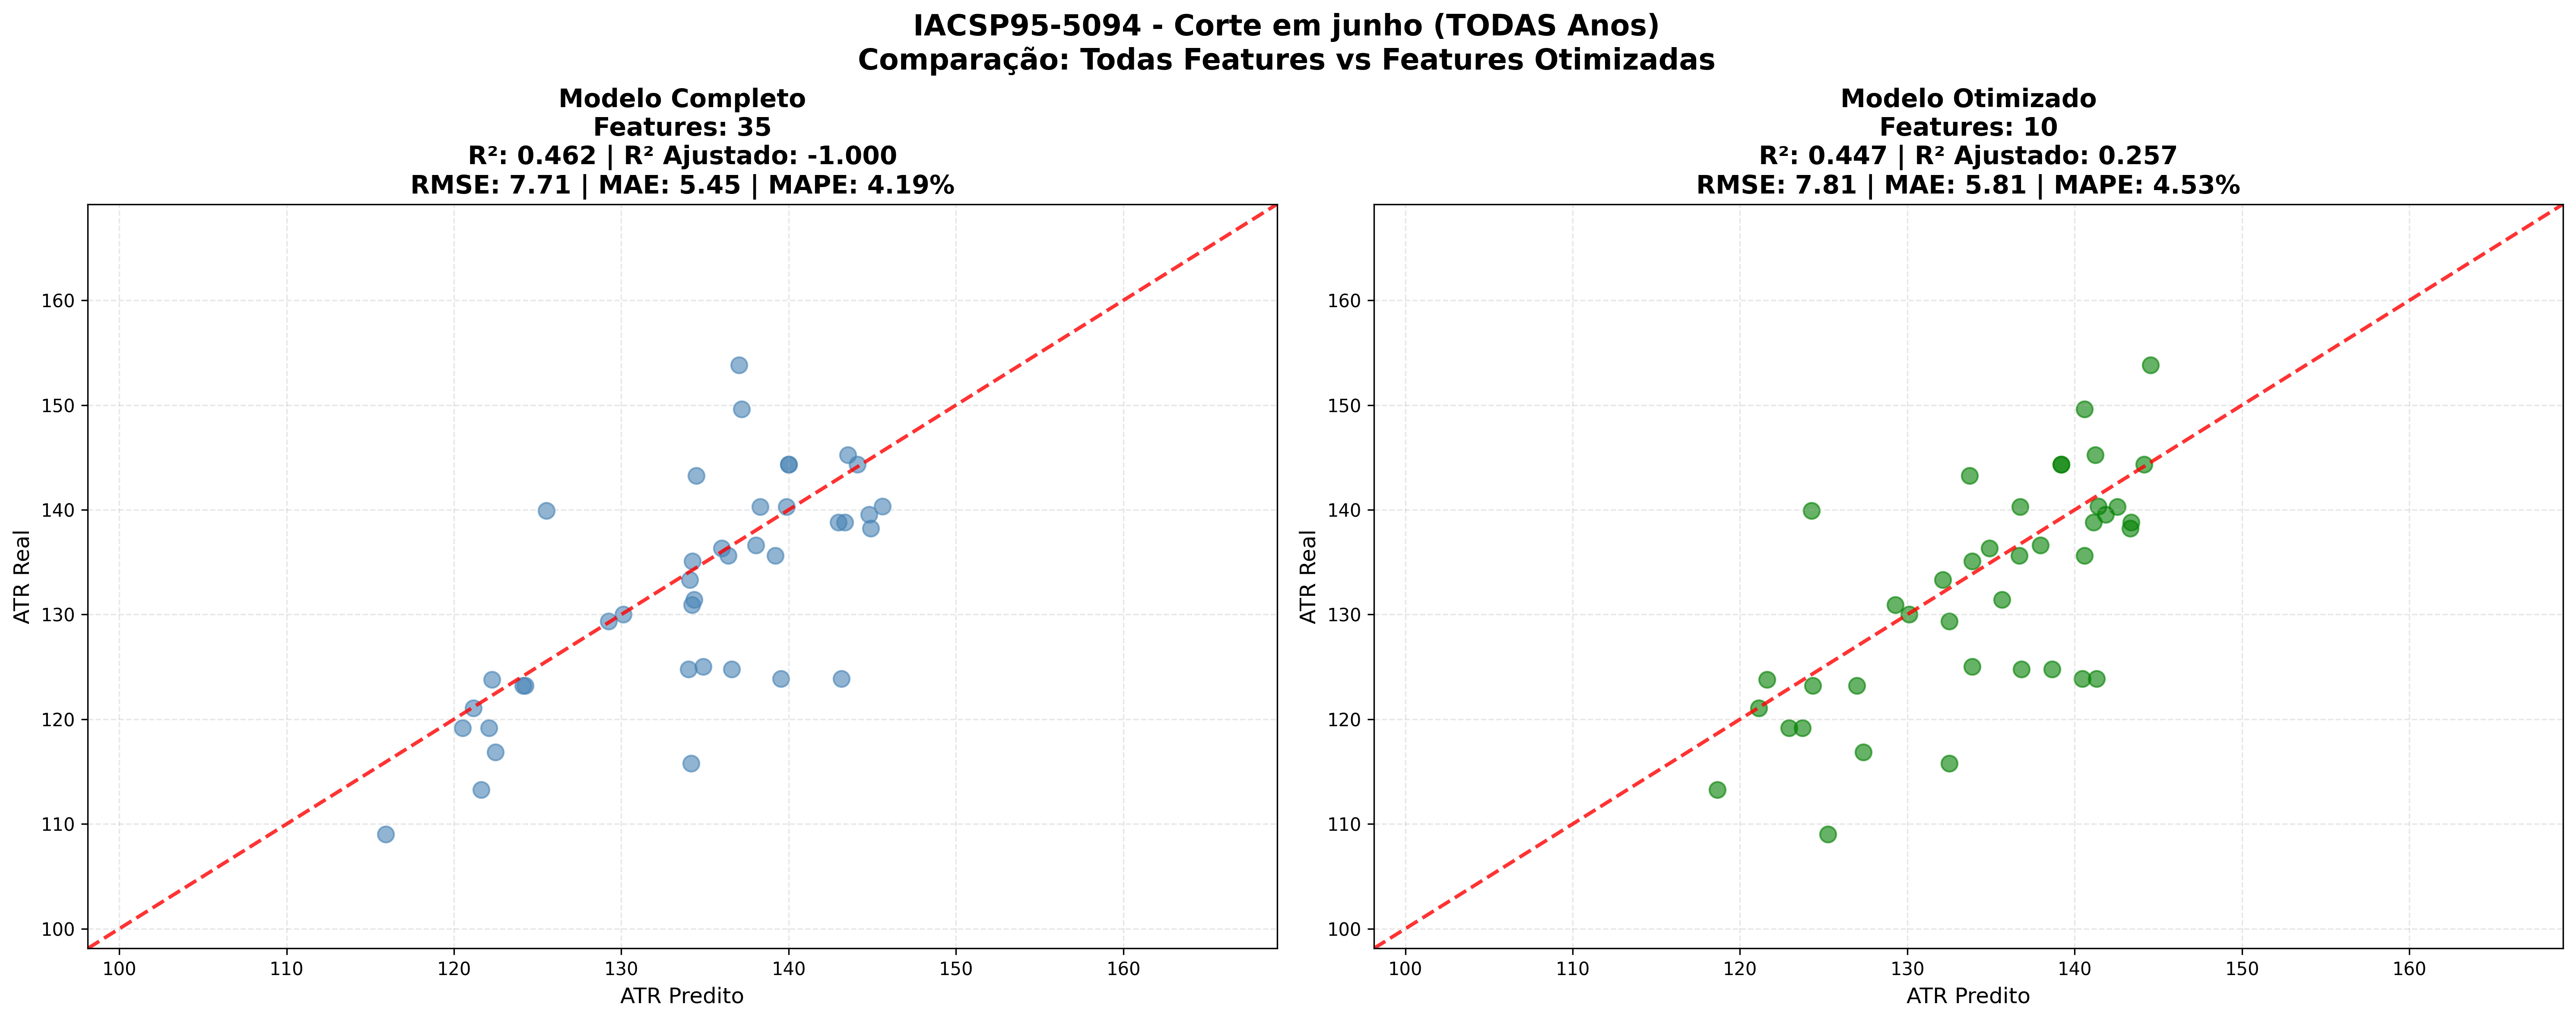 IACSP95-5094 - Corte em junho (TODAS Anos)
Comparação: Todas Features vs Features Otimizadas
Modelo Completo
Features: 35
R²: 0.462 | R² Ajustado: -1.000
RMSE: 7.71 | MAE: 5.45 | MAPE: 4.19%
160
150
140
130
120
110
100
ATR Real
100 110 120 130 140 150 160
ATR Predito
Modelo Otimizado
Features: 10
R²: 0.447 | R² Ajustado: 0.257
RMSE: 7.81 | MAE: 5.81 | MAPE: 4.53%
160
150
140
130
120
110
100
ATR Real
100 110 120 130 140 150 160
ATR Predito